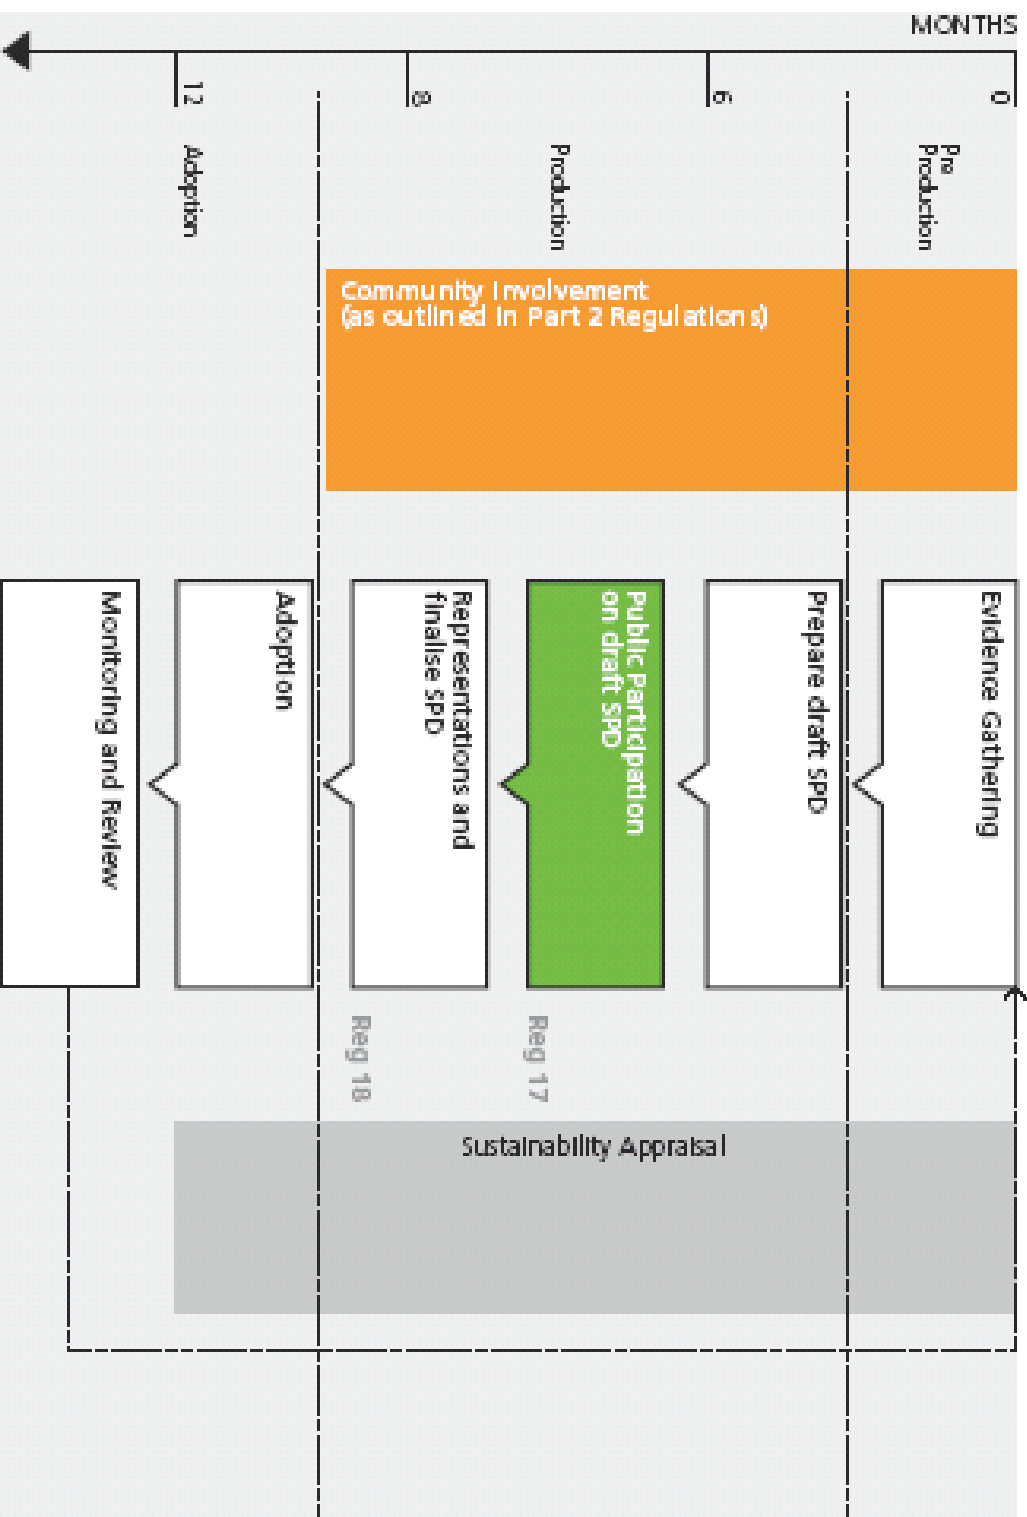 MONTHS
0
6
8
12
Pre
Production
Production
Adoption
Community Involvement
(as outlined in Part 2 Regulations)
Evidence Gathering
Prepare draft SPD
Public Participation
on draft SPD
Representations and
finalise SPD
Adoption
Monitoring and Review
Reg 17
Reg 18
Sustainability Appraisal